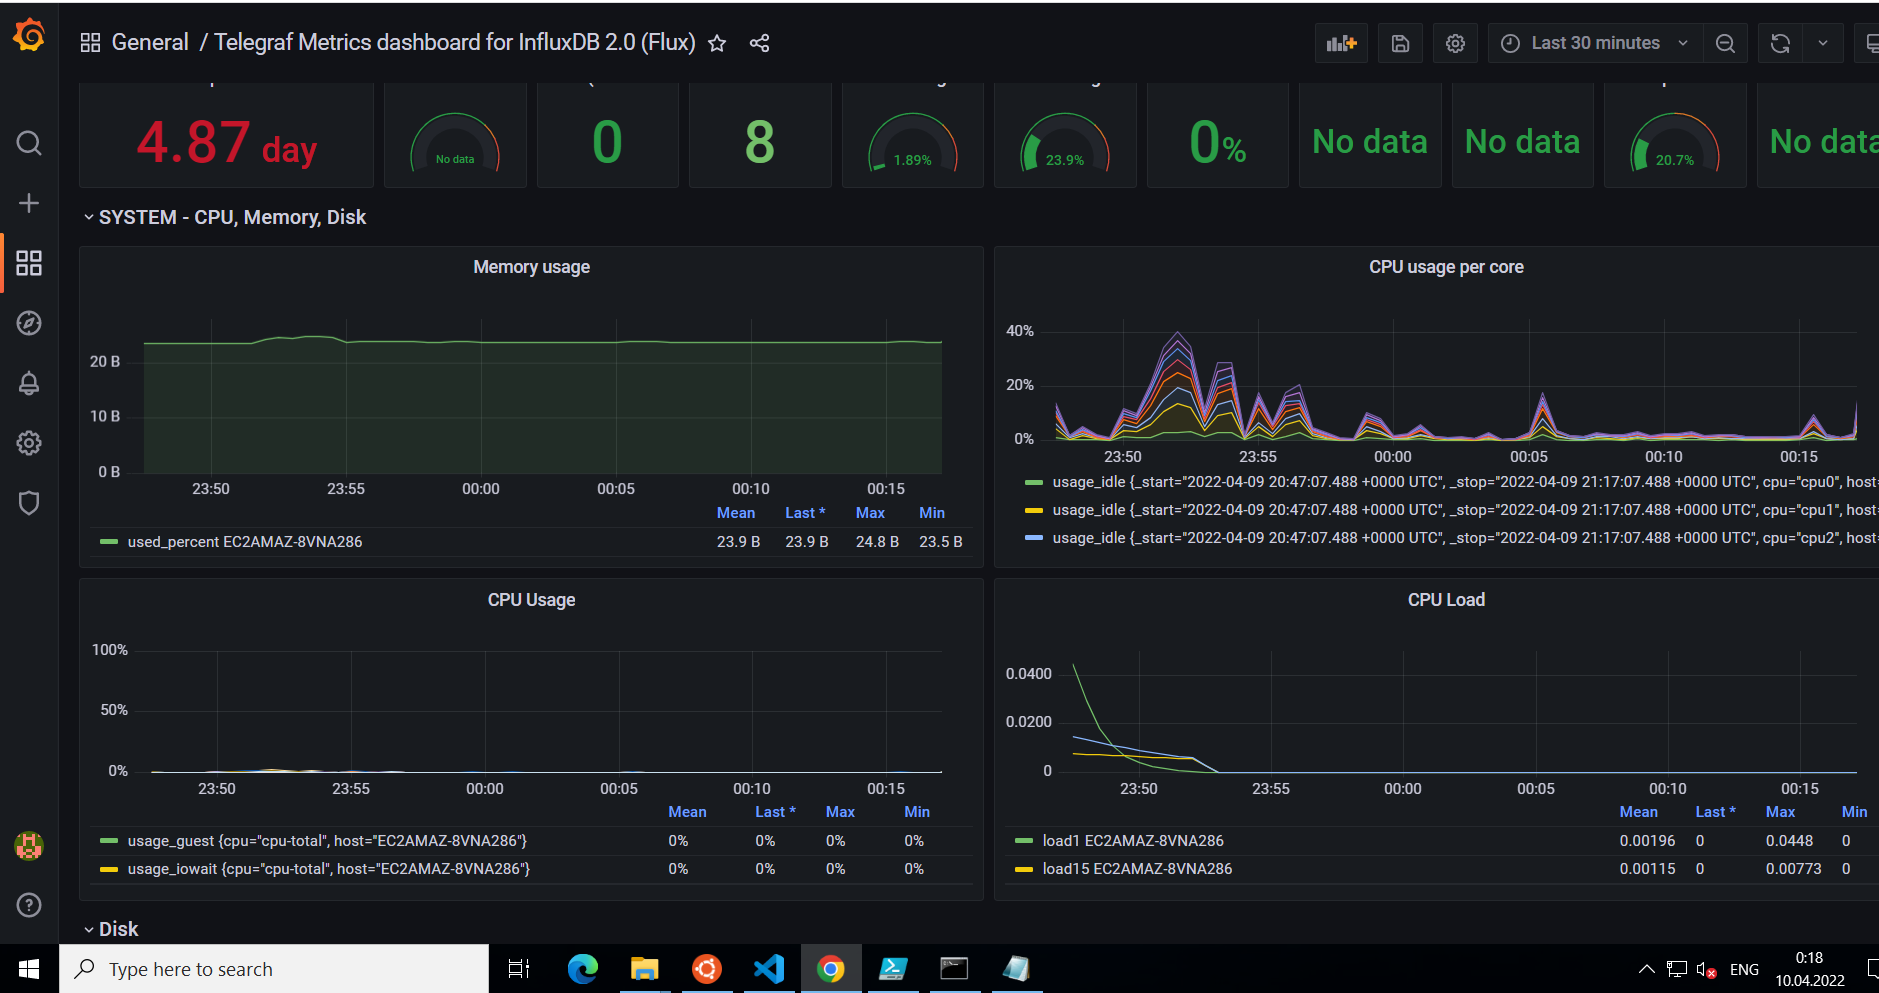 General / Telegraf Metrics dashboard for InfluxDB 2.0 (Flux)
Last 30 minutes
4.87 day
No data
0
8
1.89%
23.9%
0%
No data
No data
20.7%
No data
SYSTEM - CPU, Memory, Disk
Memory usage
20 B
10 B
0 B
23:50 23:55 00:00 00:05 00:10 00:15
Mean Last * Max Min
used_percent EC2AMAZ-8VNA286 23.9 B 23.9 B 24.8 B 23.5 B
CPU usage per core
40%
20%
0%
23:50 23:55 00:00 00:05 00:10 00:15
usage_idle {_start="2022-04-09 20:47:07.488 +0000 UTC", _stop="2022-04-09 21:17:07.488 +0000 UTC", cpu="cpu0", host=
usage_idle {_start="2022-04-09 20:47:07.488 +0000 UTC", _stop="2022-04-09 21:17:07.488 +0000 UTC", cpu="cpu1", host=
usage_idle {_start="2022-04-09 20:47:07.488 +0000 UTC", _stop="2022-04-09 21:17:07.488 +0000 UTC", cpu="cpu2", host=
CPU Usage
100%
50%
0%
23:50 23:55 00:00 00:05 00:10 00:15
Mean Last * Max Min
usage_guest {cpu="cpu-total", host="EC2AMAZ-8VNA286"} 0% 0% 0% 0%
usage_iowait {cpu="cpu-total", host="EC2AMAZ-8VNA286"} 0% 0% 0% 0%
CPU Load
0.0400
0.0200
0
23:50 23:55 00:00 00:05 00:10 00:15
Mean Last * Max Min
load1 EC2AMAZ-8VNA286 0.00196 0 0.0448 0
load15 EC2AMAZ-8VNA286 0.00115 0 0.00773 0
Disk
Type here to search
ENG
0:18
10.04.2022